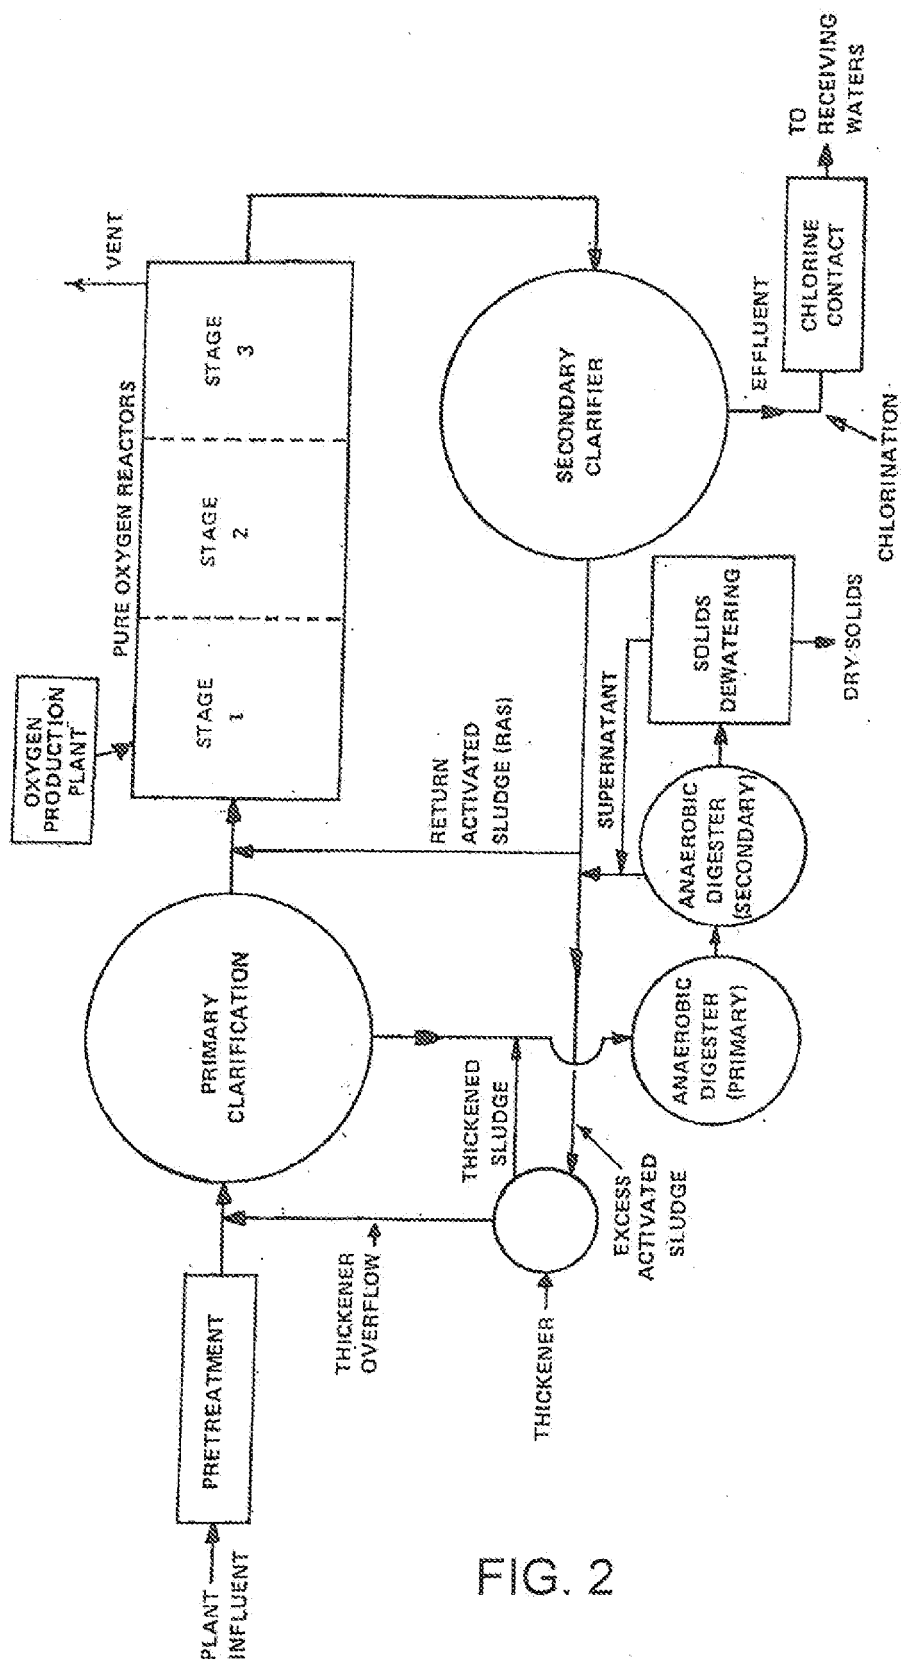 PLANT
INFLUENT
PRETREATMENT
THICKENER
OVERFLOW
THICKENER
PRIMARY
CLARIFICATION
THICKENED
SLUDGE
EXCESS
ACTIVATED
SLUDGE
ANAEROBIC
DIGESTER
(PRIMARY)
ANAEROBIC
DIGESTER
(SECONDARY)
SUPERNATANT
SOLIDS
DEWATERING
DRY SOLIDS
RETURN
ACTIVATED
SLUDGE (RAS)
OXYGEN
PRODUCTION
PLANT
PURE OXYGEN REACTORS
STAGE
1
STAGE
2
STAGE
3
VENT
SECONDARY
CLARIFIER
EFFLUENT
CHLORINATION
CHLORINE
CONTACT
TO
RECEIVING
WATERS
FIG. 2